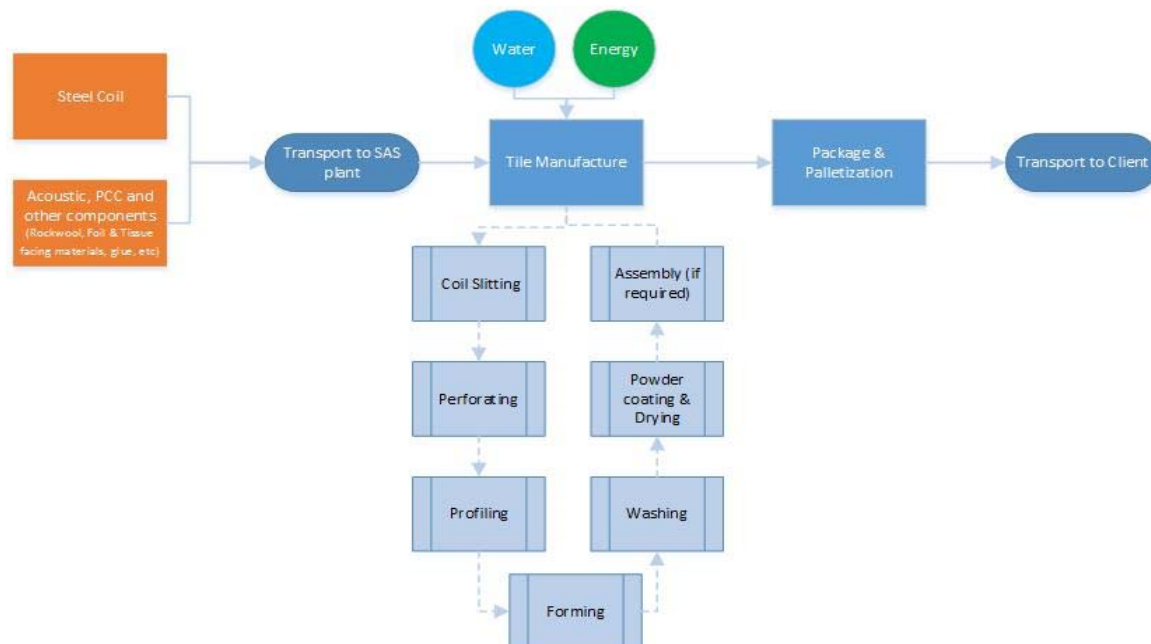 Water
Energy
Steel Coil
Transport to SAS
plant
Tile Manufacture
Package &
Palletization
Transport to Client
Acoustic, PCC and
other components
(Rockwool, Foil & Tissue
facing materials, glue, etc)
Coil Slitting
Perforating
Profiling
Forming
Washing
Powder
coating &
Drying
Assembly (if
required)